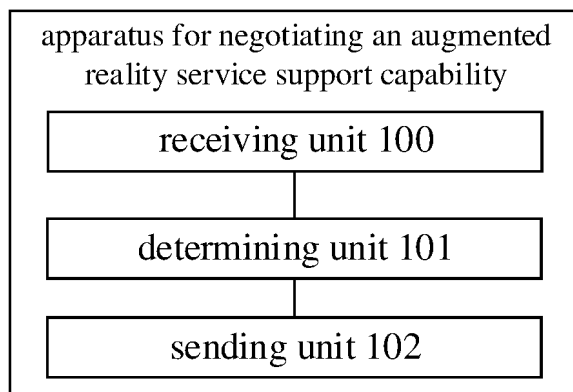 apparatus for negotiating an augmented
reality service support capability
receiving unit 100
determining unit 101
sending unit 102